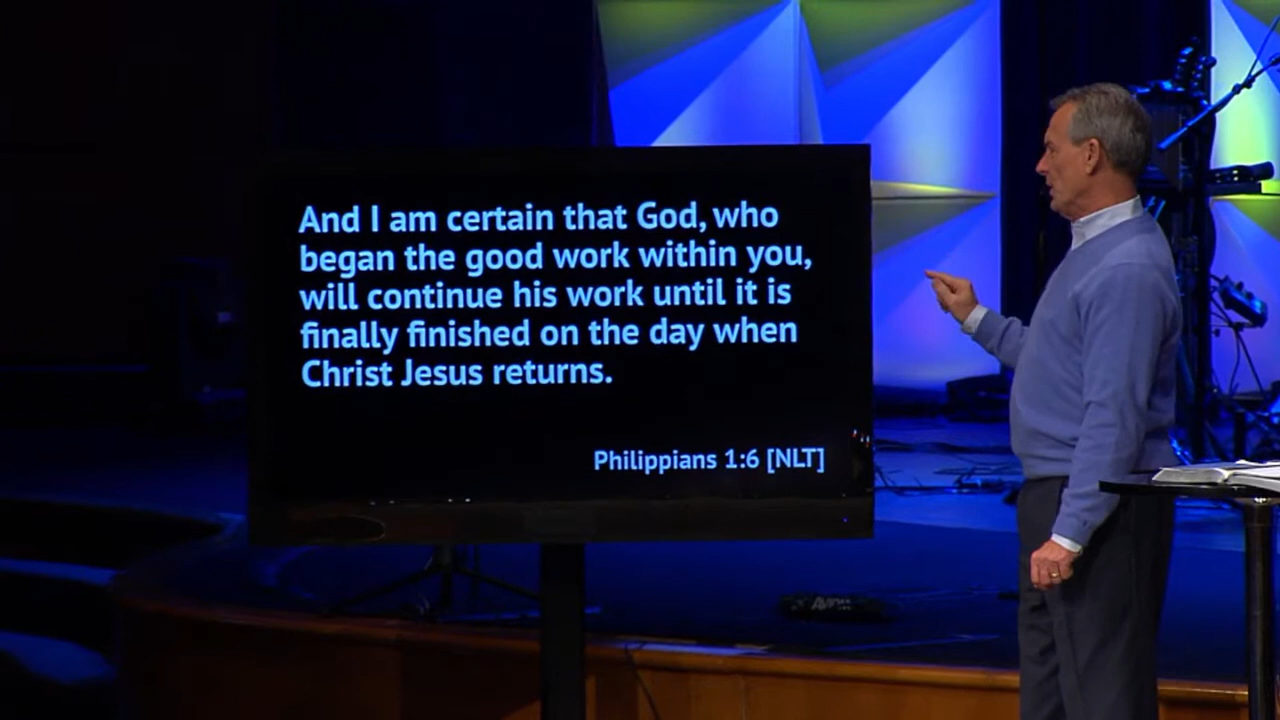 And I am certain that God, who
began the good work within you,
will continue his work until it is
finally finished on the day when
Christ Jesus returns.
Philippians 1:6 [NLT]